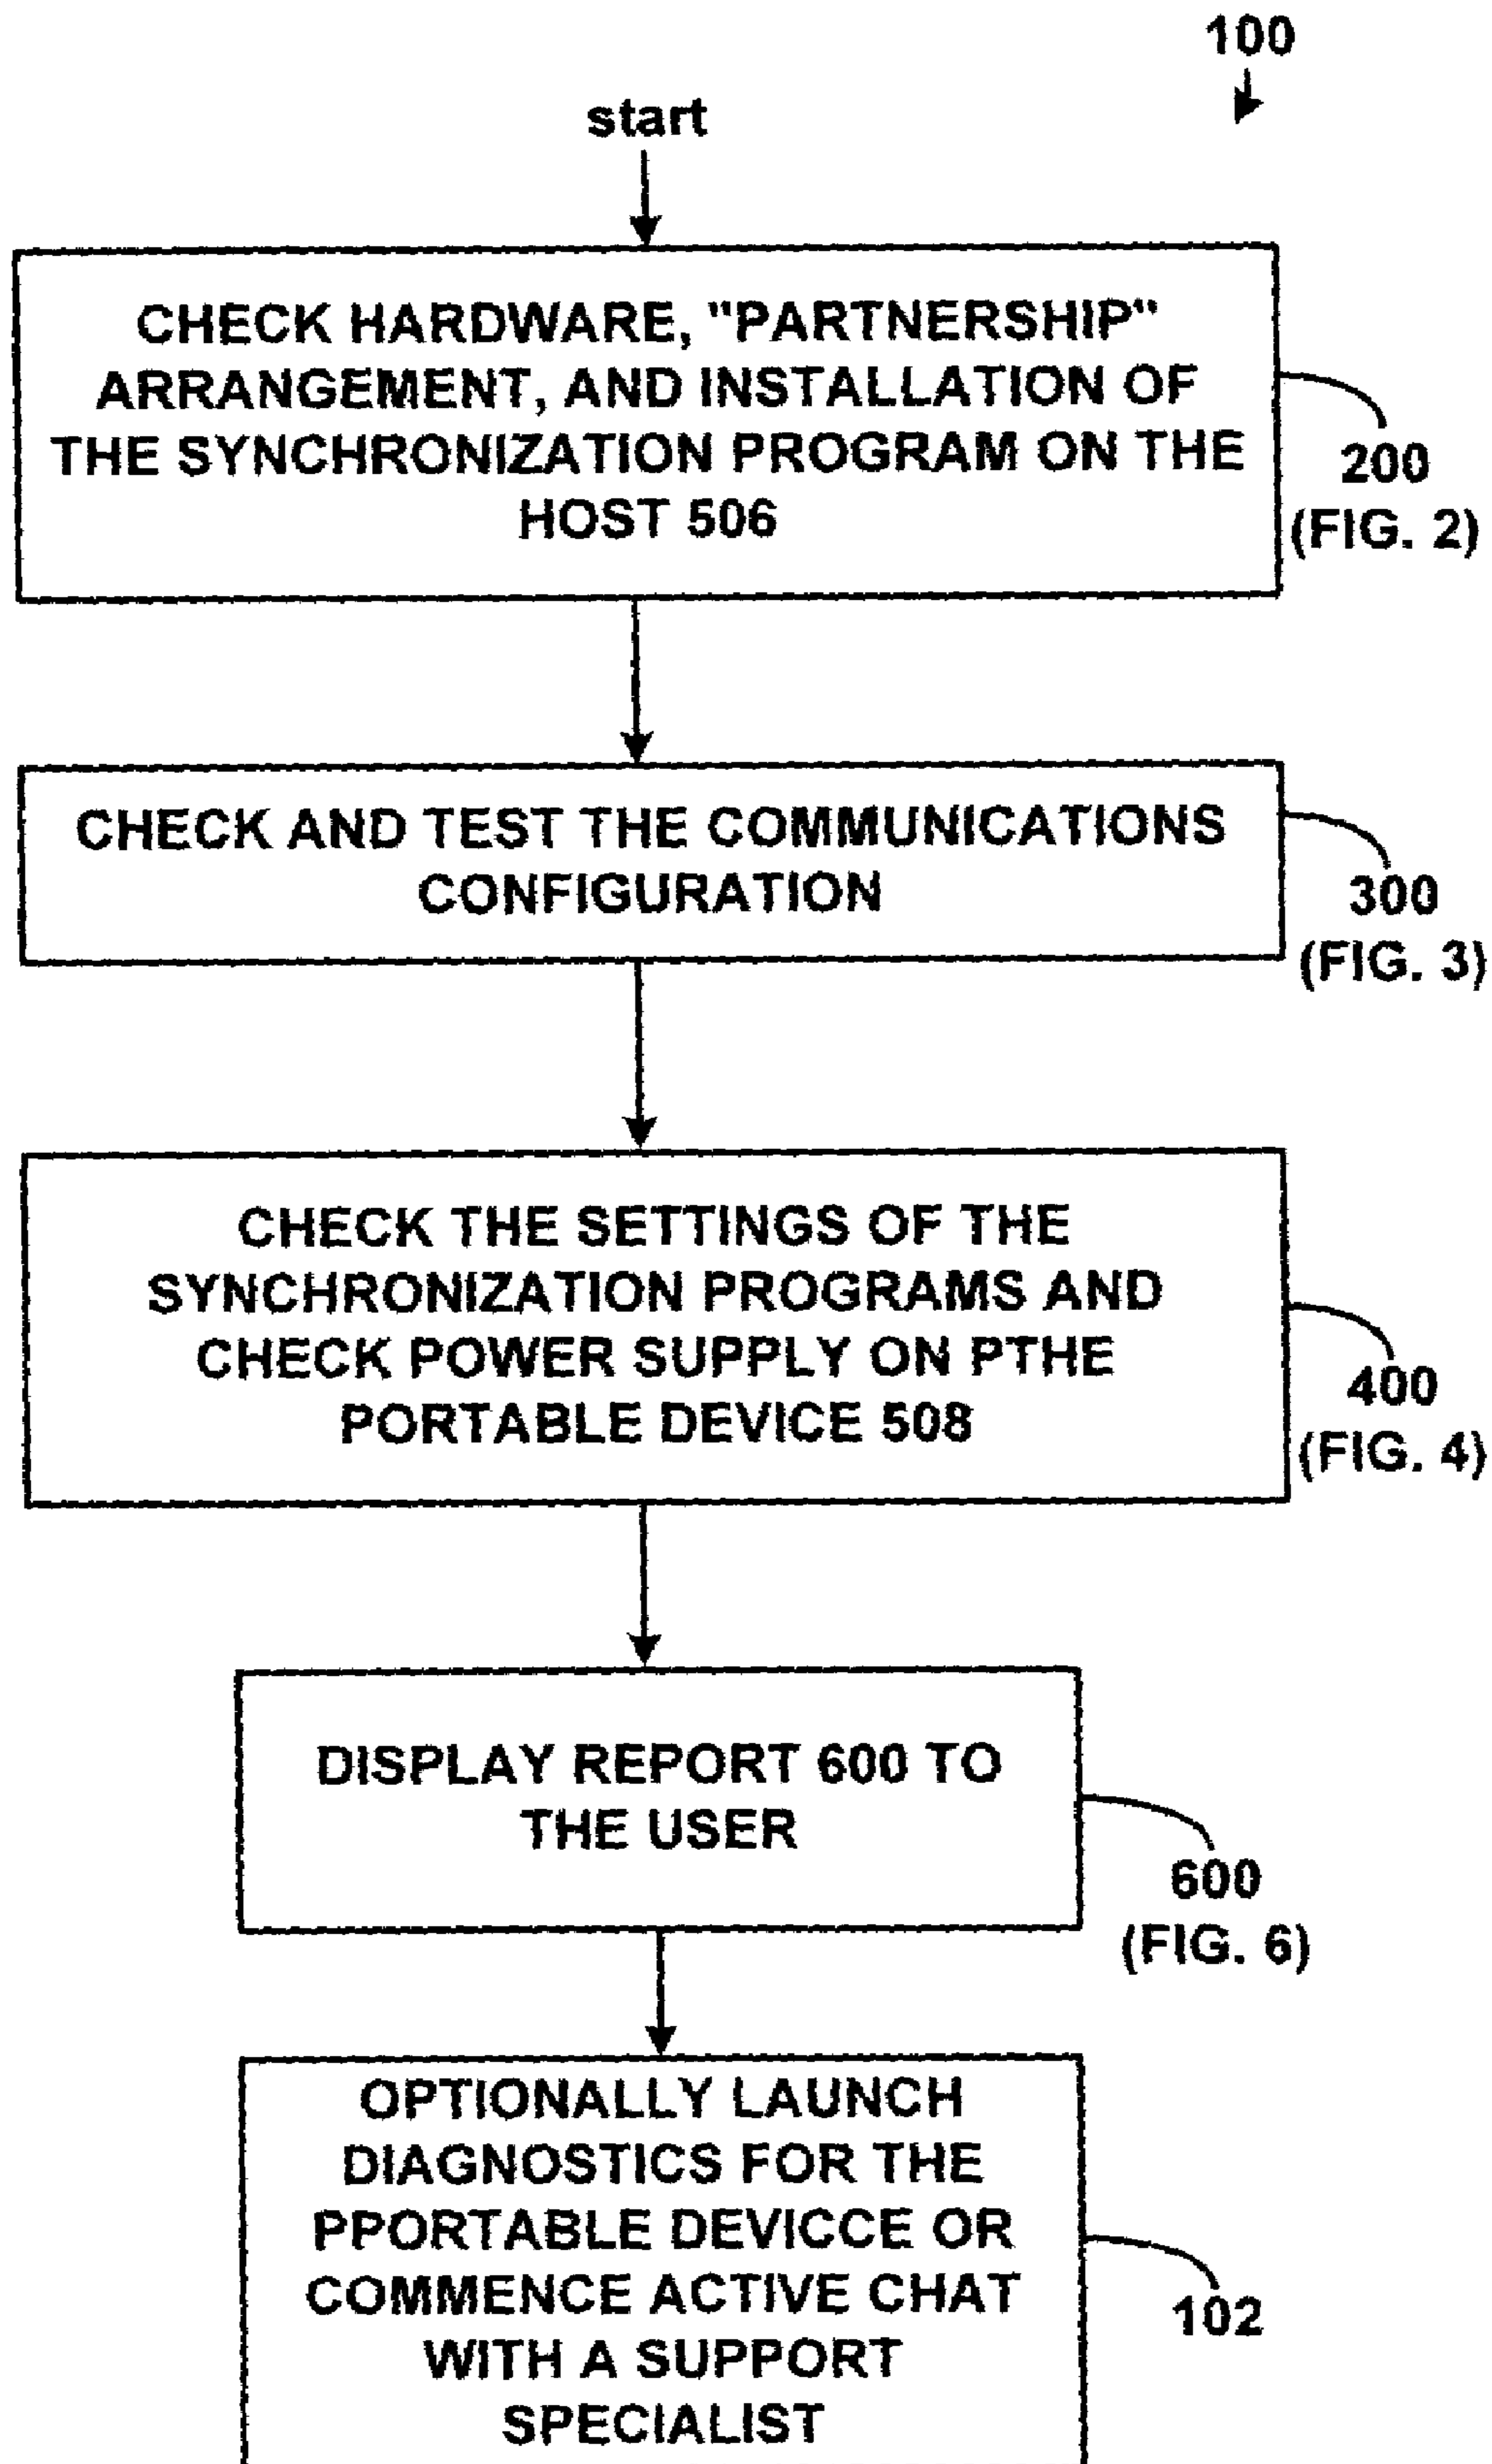 100
start
CHECK HARDWARE, "PARTNERSHIP"
ARRANGEMENT, AND INSTALLATION OF
THE SYNCHRONIZATION PROGRAM ON THE
HOST 506
200
(FIG. 2)
CHECK AND TEST THE COMMUNICATIONS
CONFIGURATION
300
(FIG. 3)
CHECK THE SETTINGS OF THE
SYNCHRONIZATION PROGRAMS AND
CHECK POWER SUPPLY ON PTHE
PORTABLE DEVICE 508
400
(FIG. 4)
DISPLAY REPORT 600 TO
THE USER
600
(FIG. 6)
OPTIONALLY LAUNCH
DIAGNOSTICS FOR THE
PPORTABLE DEVICCE OR
COMMENCE ACTIVE CHAT
WITH A SUPPORT
SPECIALIST
102